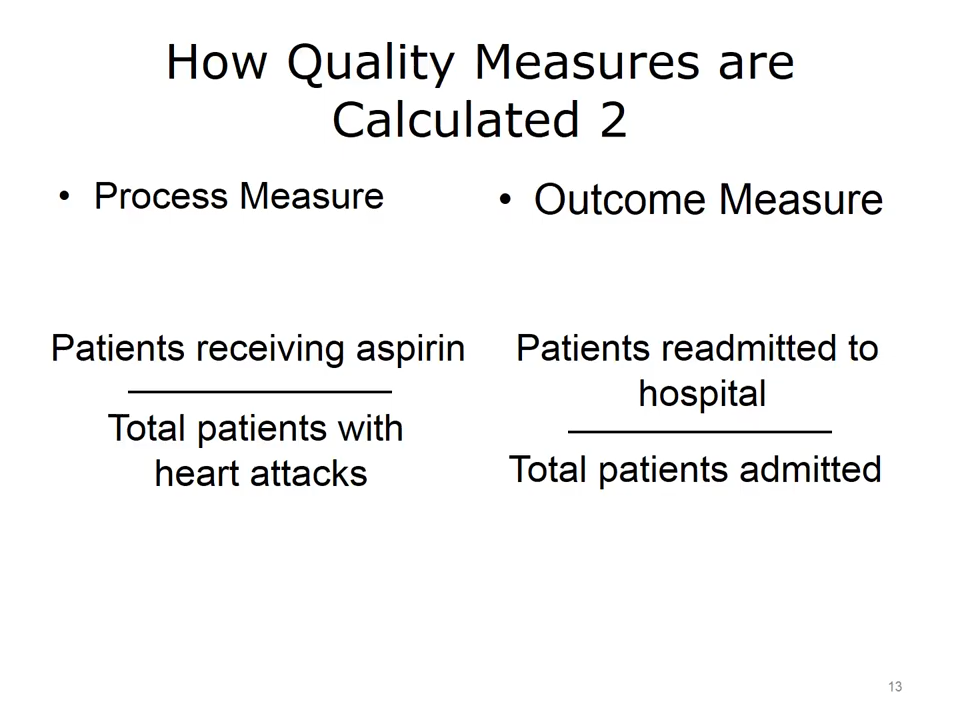 How Quality Measures are
Calculated 2
• Process Measure
Patients receiving aspirin
Total patients with
heart attacks
• Outcome Measure
Patients readmitted to
hospital
Total patients admitted
13